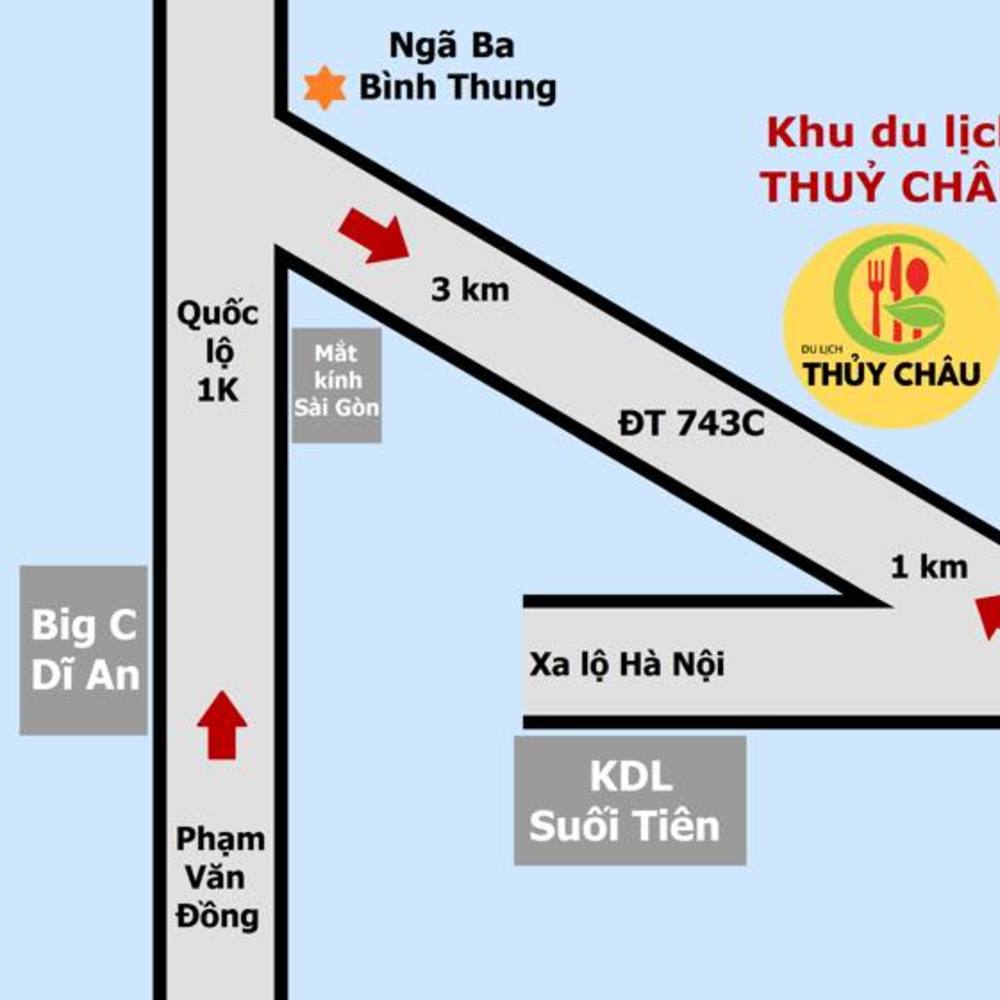 Ngã Ba
Bình Thung
Khu du lịch
THUỶ CHÂ
3 km
Quốc
lộ
1K
Mắt
kính
Sài Gòn
DU LỊCH
THỦY CHÂU
ĐT 743C
1 km
Big C
Dĩ An
Xa lộ Hà Nội
KDL
Suối Tiên
Phạm
Văn
Đồng